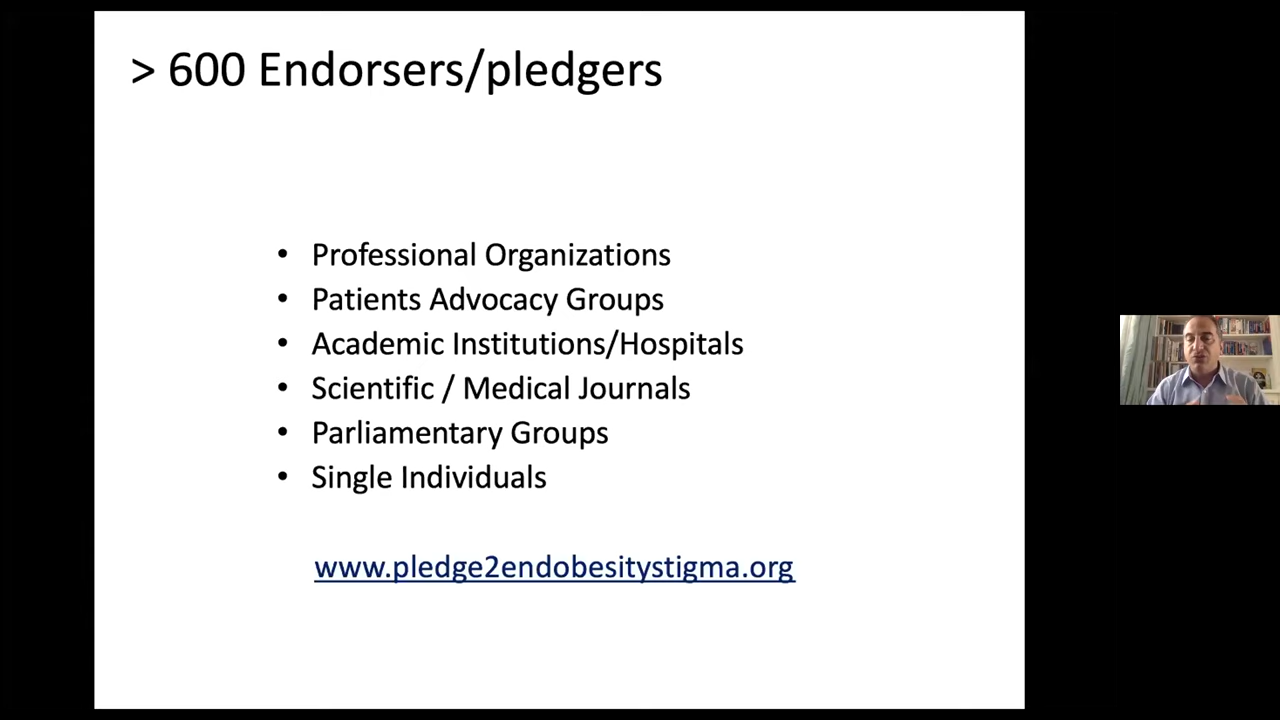 > 600 Endorsers/pledgers
• Professional Organizations
• Patients Advocacy Groups
• Academic Institutions/Hospitals
• Scientific / Medical Journals
• Parliamentary Groups
• Single Individuals
www.pledge2endobesitystigma.org